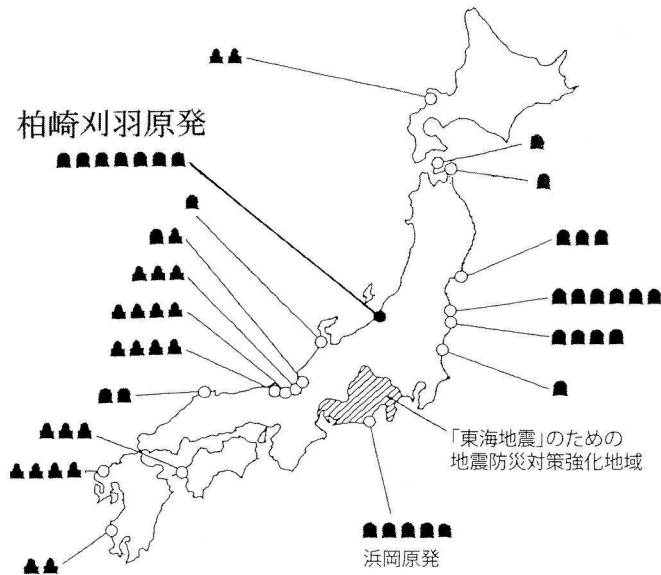 柏崎刈羽原発
「東海地震」のための
地震防災対策強化地域
浜岡原発